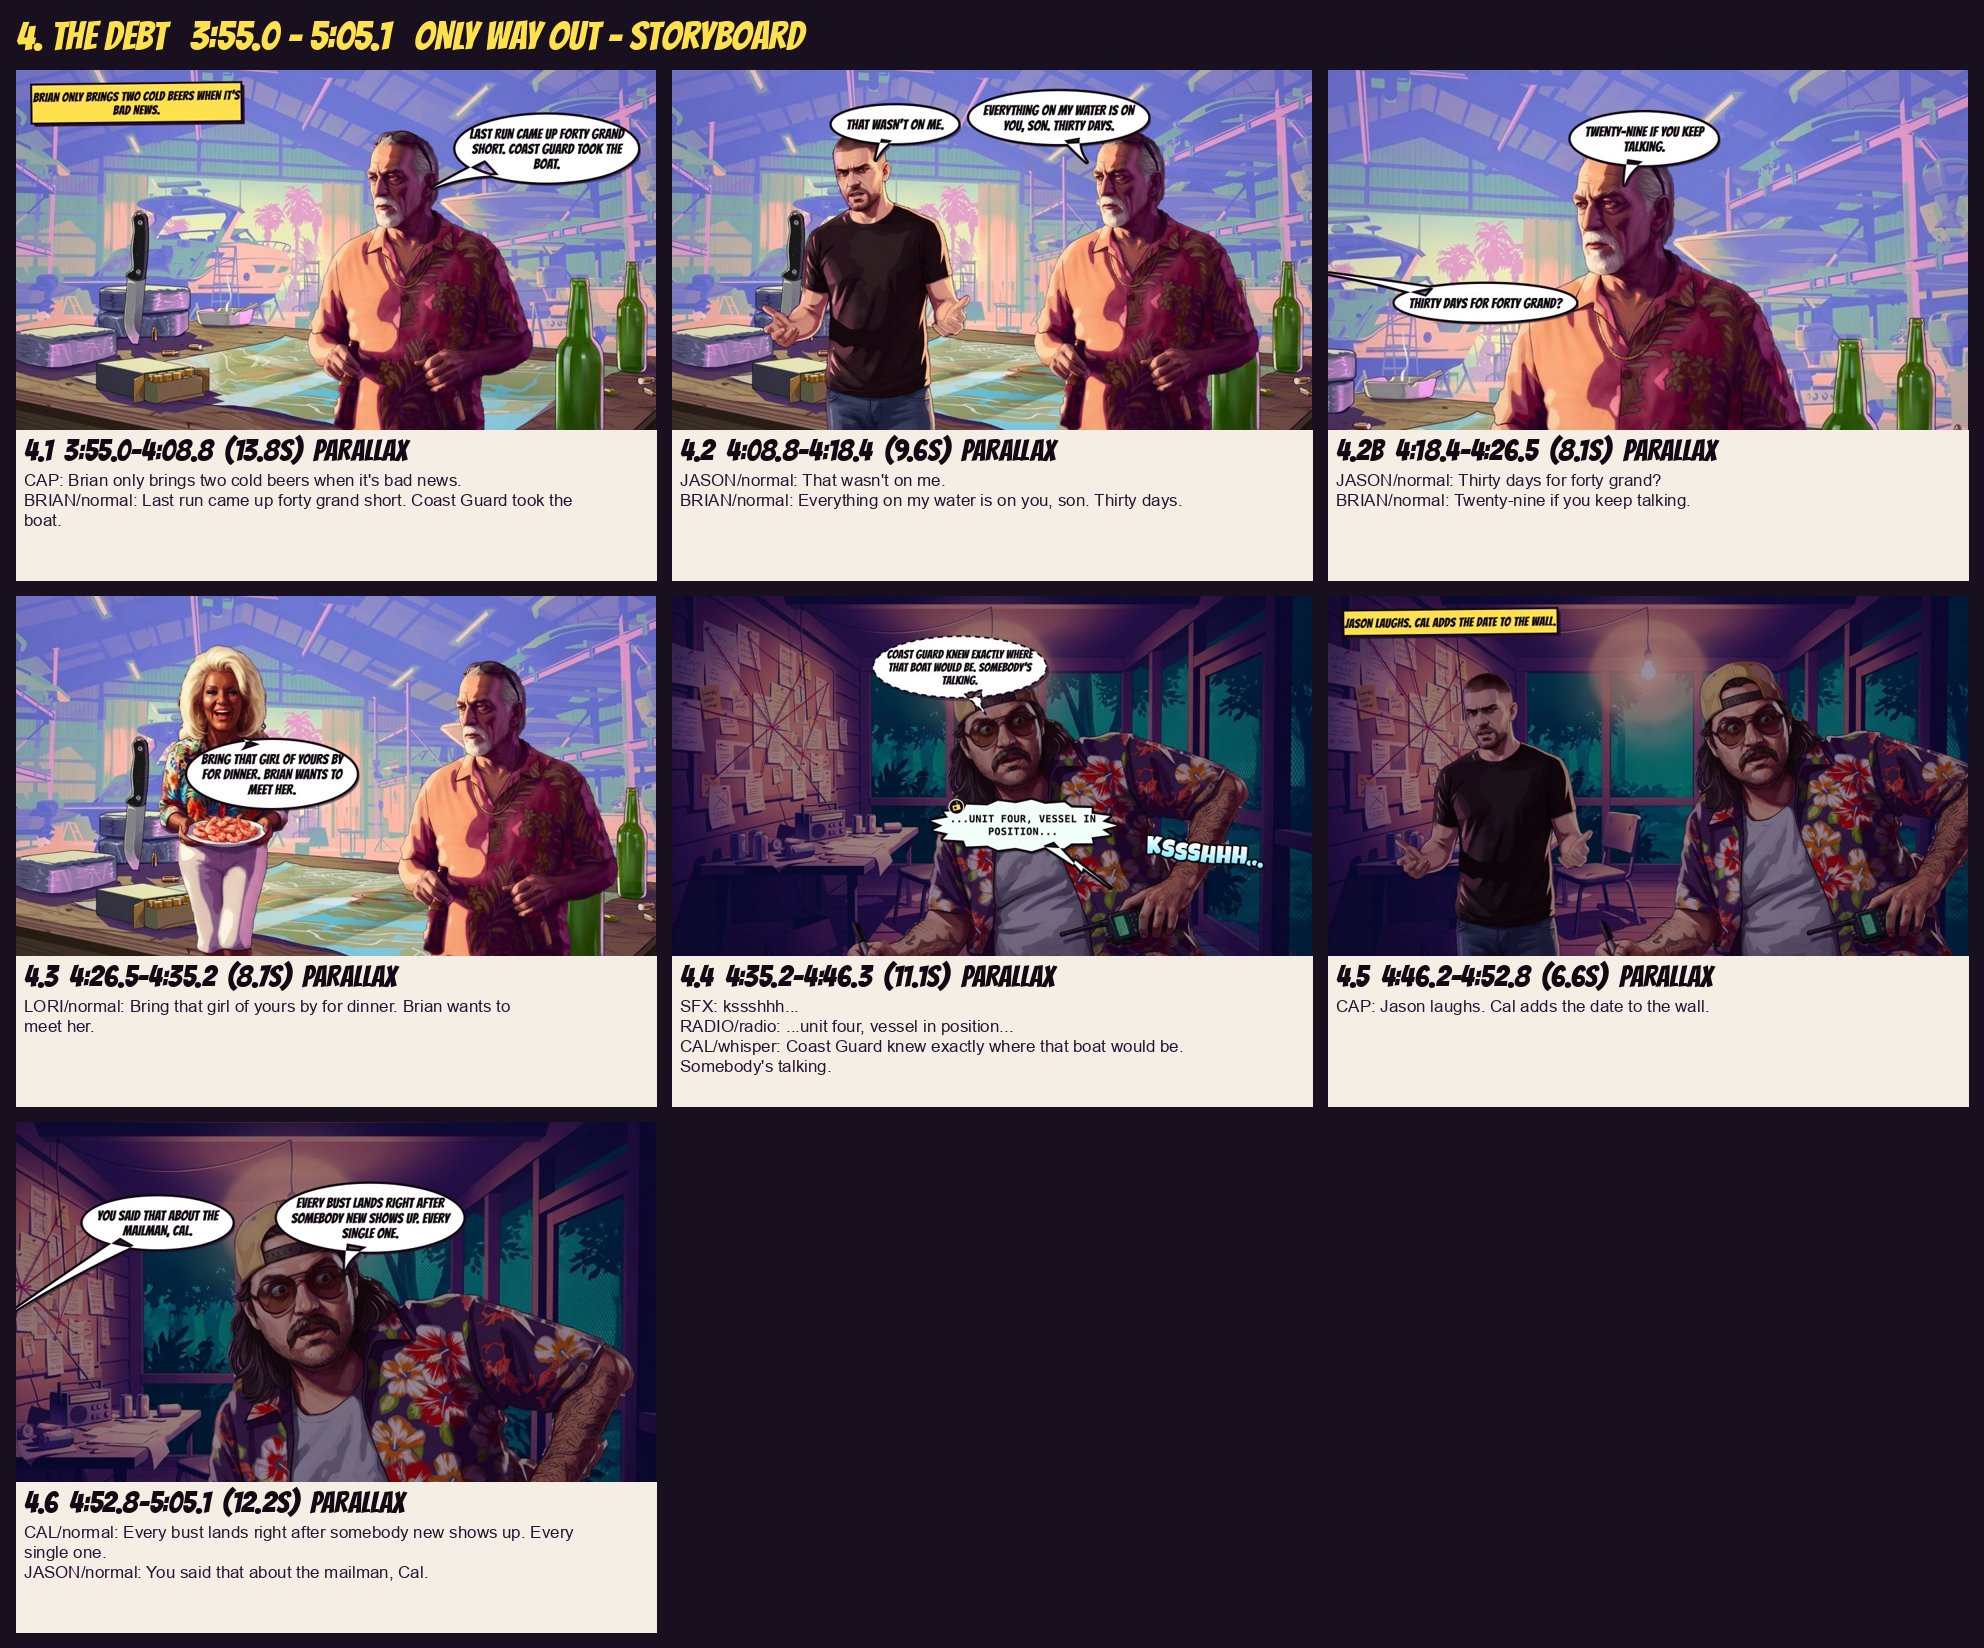 4. THE DEBT 3:55.0 - 5:05.1 ONLY WAY OUT - STORYBOARD
BRIAN ONLY BRINGS TWO COLD BEERS WHEN IT'S
BAD NEWS.
LAST RUN CAME UP FORTY GRAND
SHORT. COAST GUARD TOOK THE
BOAT.
4.1 3:55.0-4:08.8 (13.8S) PARALLAX
CAP: Brian only brings two cold beers when it's bad news.
BRIAN/normal: Last run came up forty grand short. Coast Guard took the
boat.
THAT WASN'T ON ME.
EVERYTHING ON MY WATER IS ON
YOU, SON. THIRTY DAYS.
4.2 4:08.8-4:18.4 (9.6S) PARALLAX
JASON/normal: That wasn't on me.
BRIAN/normal: Everything on my water is on you, son. Thirty days.
TWENTY-NINE IF YOU KEEP
TALKING.
THIRTY DAYS FOR FORTY GRAND?
4.2B 4:18.4-4:26.5 (8.1S) PARALLAX
JASON/normal: Thirty days for forty grand?
BRIAN/normal: Twenty-nine if you keep talking.
BRING THAT GIRL OF YOURS BY
FOR DINNER. BRIAN WANTS TO
MEET HER.
4.3 4:26.5-4:35.2 (8.7S) PARALLAX
LORI/normal: Bring that girl of yours by for dinner. Brian wants to
meet her.
COAST GUARD KNEW EXACTLY WHERE
THAT BOAT WOULD BE. SOMEBODY'S
TALKING.
...UNIT FOUR, VESSEL IN
POSITION...
KSSSHHH...
4.4 4:35.2-4:46.3 (11.1S) PARALLAX
SFX: kssshhh...
RADIO/radio: ...unit four, vessel in position...
CAL/whisper: Coast Guard knew exactly where that boat would be.
Somebody's talking.
JASON LAUGHS. CAL ADDS THE DATE TO THE WALL.
4.5 4:46.2-4:52.8 (6.6S) PARALLAX
CAP: Jason laughs. Cal adds the date to the wall.
YOU SAID THAT ABOUT THE
MAILMAN, CAL.
EVERY BUST LANDS RIGHT AFTER
SOMEBODY NEW SHOWS UP. EVERY
SINGLE ONE.
4.6 4:52.8-5:05.1 (12.2S) PARALLAX
CAL/normal: Every bust lands right after somebody new shows up. Every
single one.
JASON/normal: You said that about the mailman, Cal.